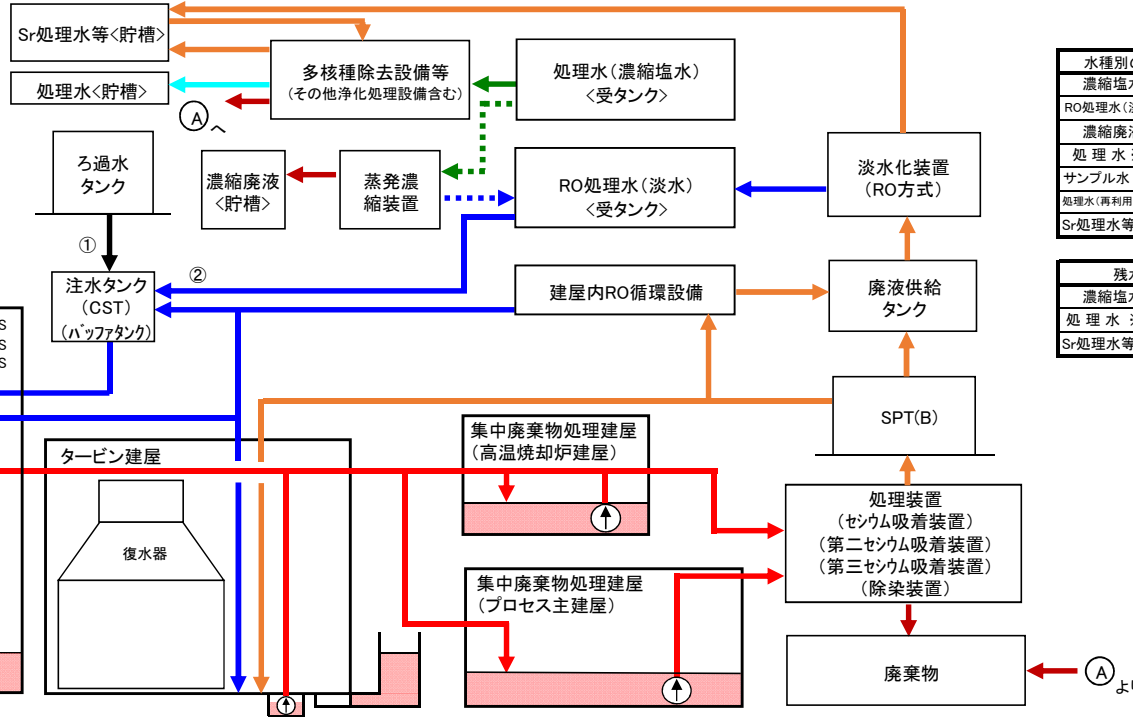 Sr処理水等<貯槽>
処理水<貯槽>
多核種除去設備等
(その他浄化処理設備含む)
処理水(濃縮塩水)
<受タンク>
Ⓐへ
ろ過水
タンク
濃縮廃液
<貯槽>
蒸発濃
縮装置
RO処理水(淡水)
<受タンク>
淡水化装置
(RO方式)
①
②
注水タンク
(CST)
(バッファタンク)
建屋内RO循環設備
廃液供給
タンク
S
S
S
SPT(B)
タービン建屋
復水器
集中廃棄物処理建屋
(高温焼却炉建屋)
集中廃棄物処理建屋
(プロセス主建屋)
処理装置
(セシウム吸着装置)
(第二セシウム吸着装置)
(第三セシウム吸着装置)
(除染装置)
廃棄物
Ⓐより
水種別の
濃縮塩水
RO処理水(淡
濃縮廃液
処理水
サンプル水
処理水(再利用
Sr処理水等
残水
濃縮塩水
処理水
Sr処理水等